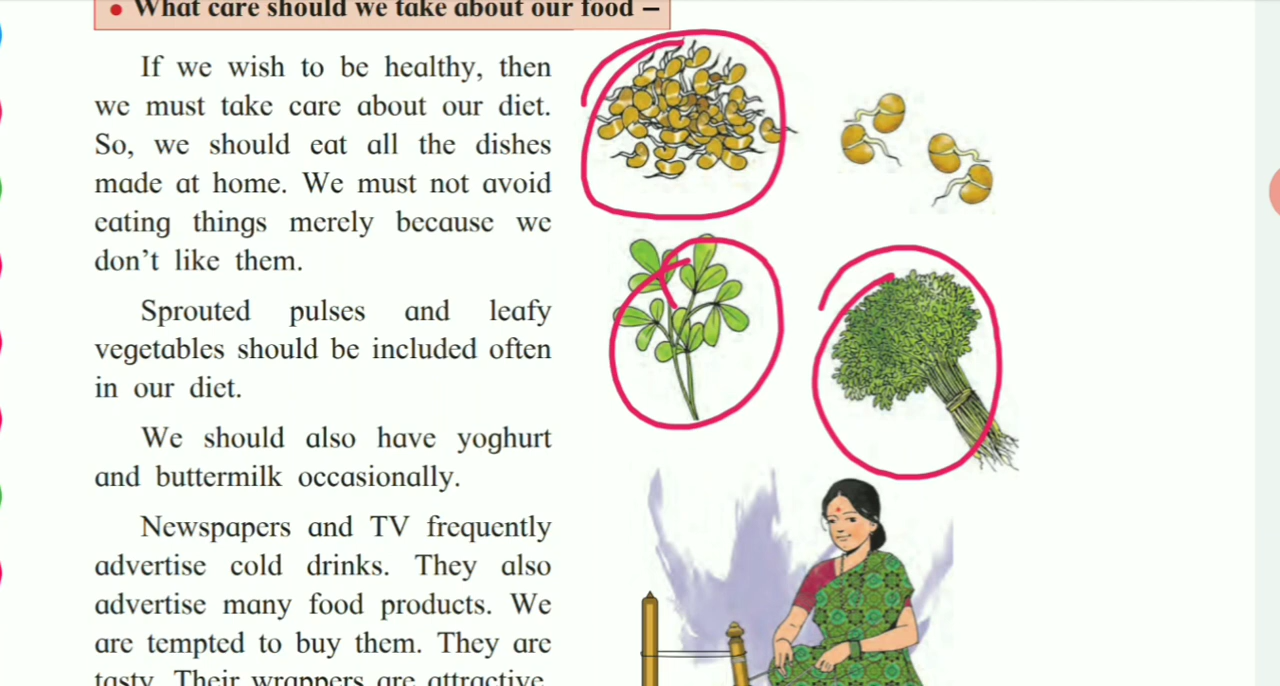 • What care should we take about our food –
If we wish to be healthy, then
we must take care about our diet.
So, we should eat all the dishes
made at home. We must not avoid
eating things merely because we
don't like them.
Sprouted pulses and leafy
vegetables should be included often
in our diet.
We should also have yoghurt
and buttermilk occasionally.
Newspapers and TV frequently
advertise cold drinks. They also
advertise many food products. We
are tempted to buy them. They are
tasty. Their wrappers are attractive.